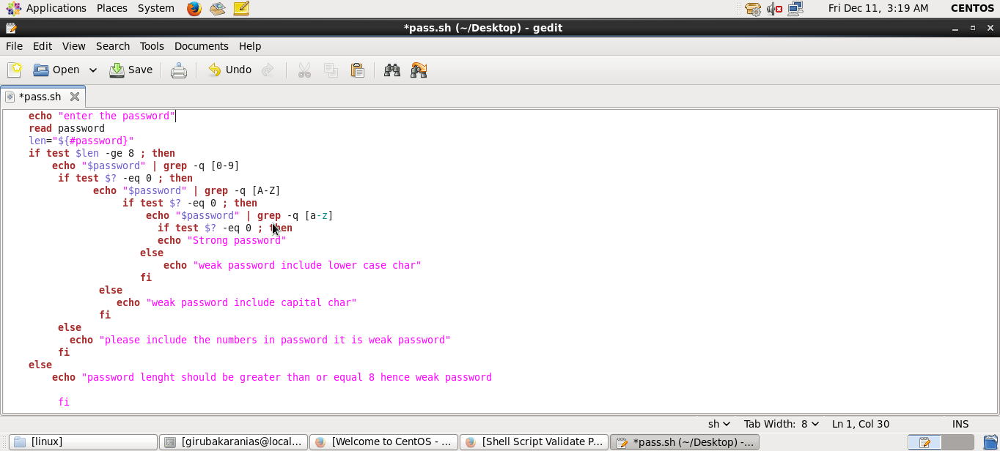 Applications Places System Fri Dec 11, 3:19 AM CENTOS
*pass.sh (~/Desktop) - gedit
File Edit View Search Tools Documents Help
Open Save Undo
*pass.sh
echo "enter the password"
read password
len="${#password}"
if test $len -ge 8 ; then
echo "$password" | grep -q [0-9]
if test $? -eq 0 ; then
echo "$password" | grep -q [A-Z]
if test $? -eq 0 ; then
echo "$password" | grep -q [a-z]
if test $? -eq 0 ; then
echo "Strong password"
else
echo "weak password include lower case char"
fi
else
echo "weak password include capital char"
fi
else
echo "please include the numbers in password it is weak password"
fi
else
echo "password lenght should be greater than or equal 8 hence weak password
fi
sh Tab Width: 8 Ln 1, Col 30 INS
[linux] [girubakaranias@local... [Welcome to CentOS - ... [Shell Script Validate P... *pass.sh (~/Desktop) -...